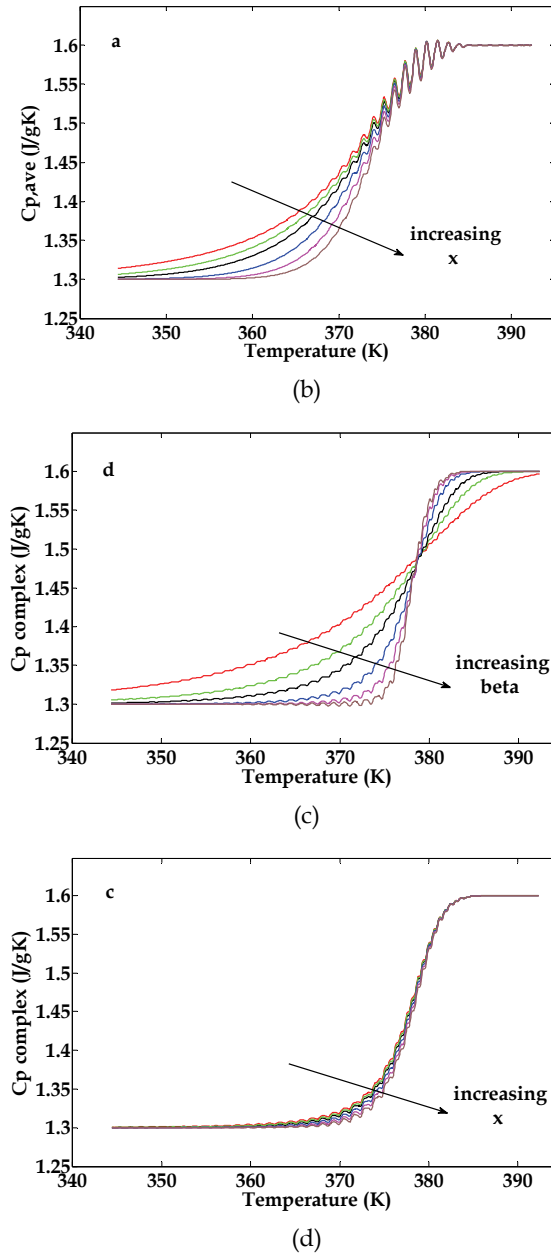 a
1.6
1.55
1.5
1.45
1.4
1.35
1.3
1.25
Cp,ave (J/gK)
increasing
x
340 350 360 370 380 390
Temperature (K)
(b)
d
1.6
1.55
1.5
1.45
1.4
1.35
1.3
1.25
Cp complex (J/gK)
increasing
beta
340 350 360 370 380 390
Temperature (K)
(c)
c
1.6
1.55
1.5
1.45
1.4
1.35
1.3
1.25
Cp complex (J/gK)
increasing
x
340 350 360 370 380 390
Temperature (K)
(d)